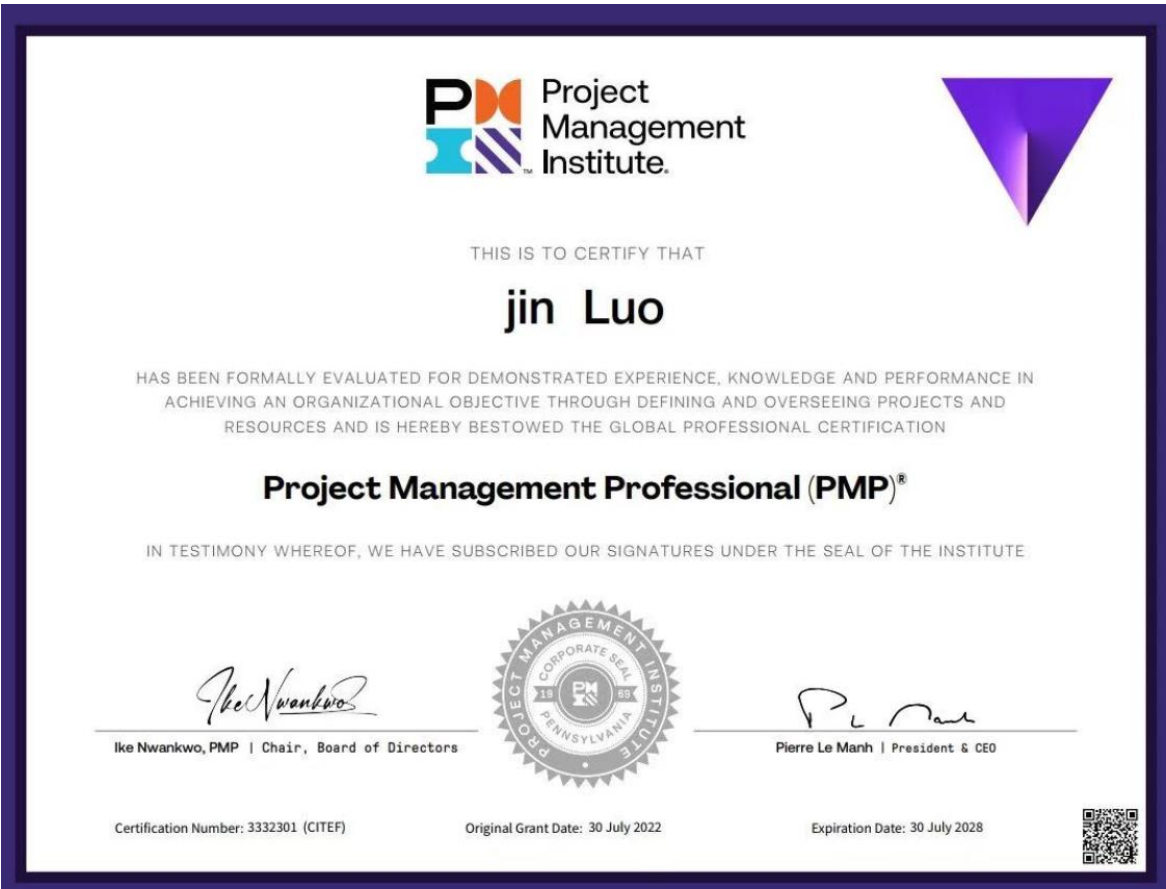 Project
Management
Institute.
THIS IS TO CERTIFY THAT
jin Luo
HAS BEEN FORMALLY EVALUATED FOR DEMONSTRATED EXPERIENCE, KNOWLEDGE AND PERFORMANCE IN
ACHIEVING AN ORGANIZATIONAL OBJECTIVE THROUGH DEFINING AND OVERSEEING PROJECTS AND
RESOURCES AND IS HEREBY BESTOWED THE GLOBAL PROFESSIONAL CERTIFICATION
Project Management Professional (PMP)®
IN TESTIMONY WHEREOF, WE HAVE SUBSCRIBED OUR SIGNATURES UNDER THE SEAL OF THE INSTITUTE
PROJECT MANAGEMENT INSTITUTE
CORPORATE SEAL
19 69
PENNSYLVANIA
Ike Nwankwo
Ike Nwankwo, PMP | Chair, Board of Directors
Pierre Le Manh | President & CEO
Certification Number: 3332301 (CITEF)
Original Grant Date: 30 July 2022
Expiration Date: 30 July 2028